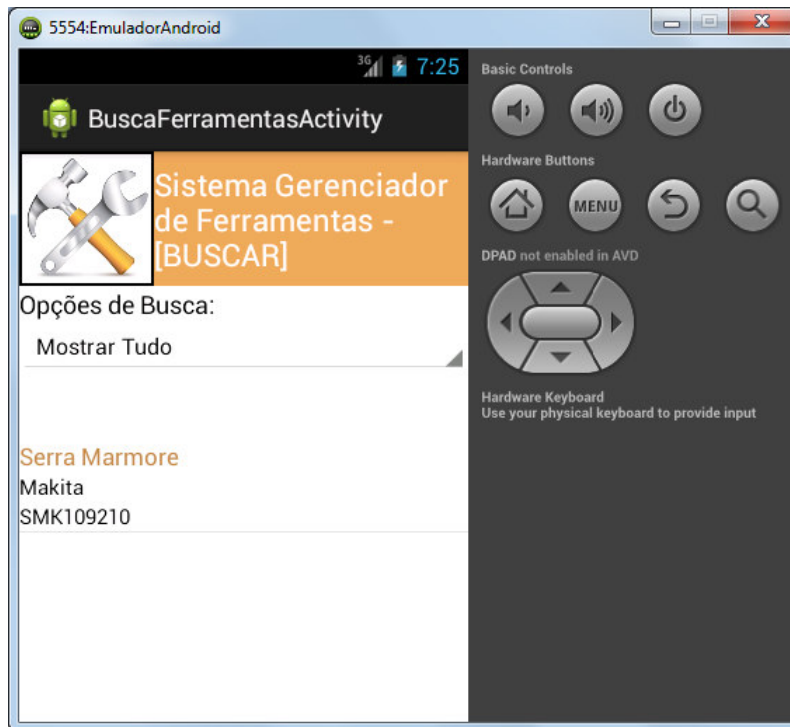 5554:EmuladorAndroid
3G 7:25
BuscaFerramentasActivity
Sistema Gerenciador
de Ferramentas -
[BUSCAR]
Opções de Busca:
Mostrar Tudo
Serra Marmore
Makita
SMK109210
Basic Controls
Hardware Buttons
MENU
DPAD not enabled in AVD
Hardware Keyboard
Use your physical keyboard to provide input